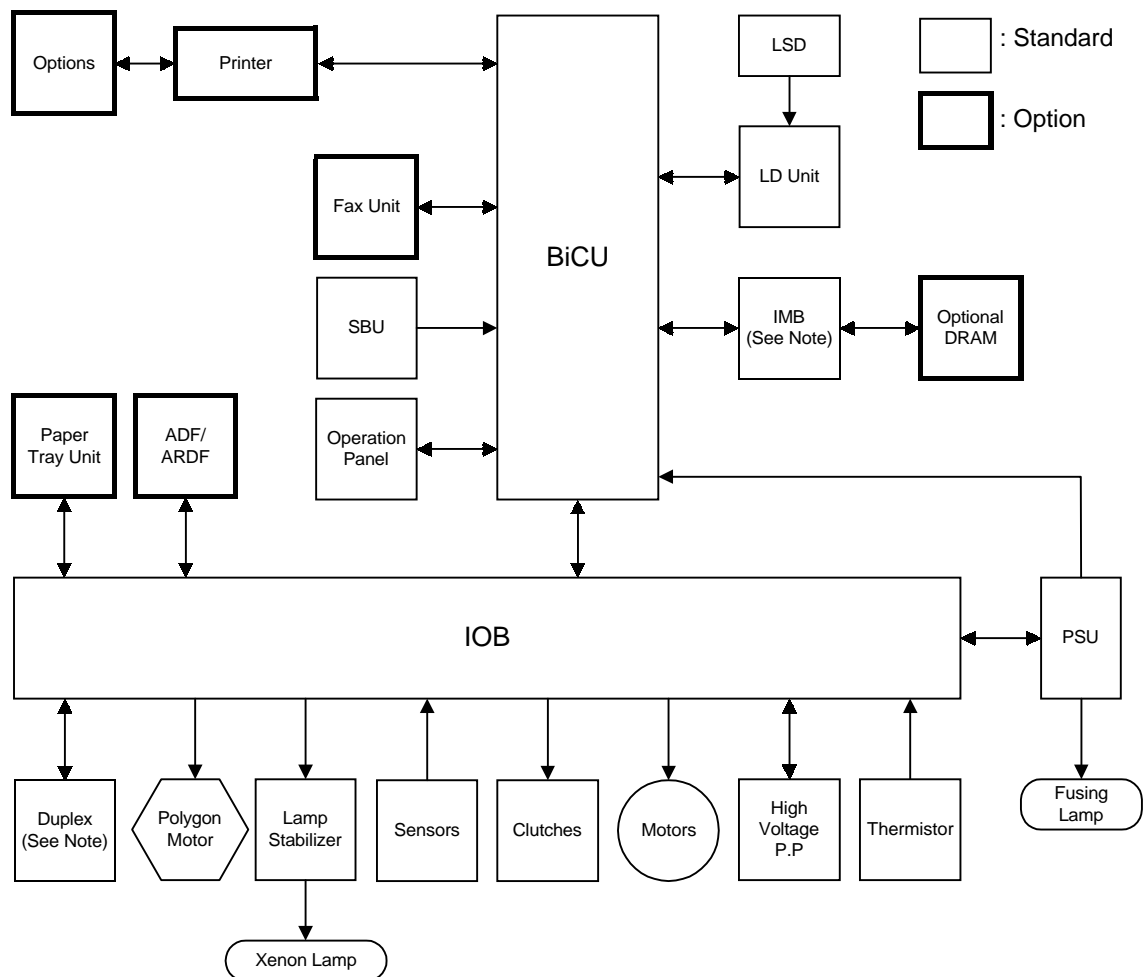 Options
Printer
LSD
: Standard
: Option
Fax Unit
LD Unit
BiCU
SBU
IMB
(See Note)
Optional
DRAM
Paper
Tray Unit
ADF/
ARDF
Operation
Panel
IOB
PSU
Duplex
(See Note)
Polygon
Motor
Lamp
Stabilizer
Sensors
Clutches
Motors
High
Voltage
P.P
Thermistor
Fusing
Lamp
Xenon Lamp